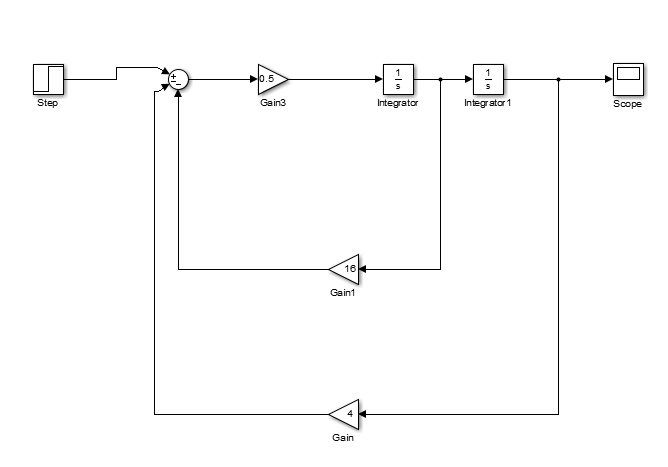 Step
+
−
−
0.5
Gain3
1
s
Integrator
1
s
Integrator1
Scope
16
Gain1
4
Gain